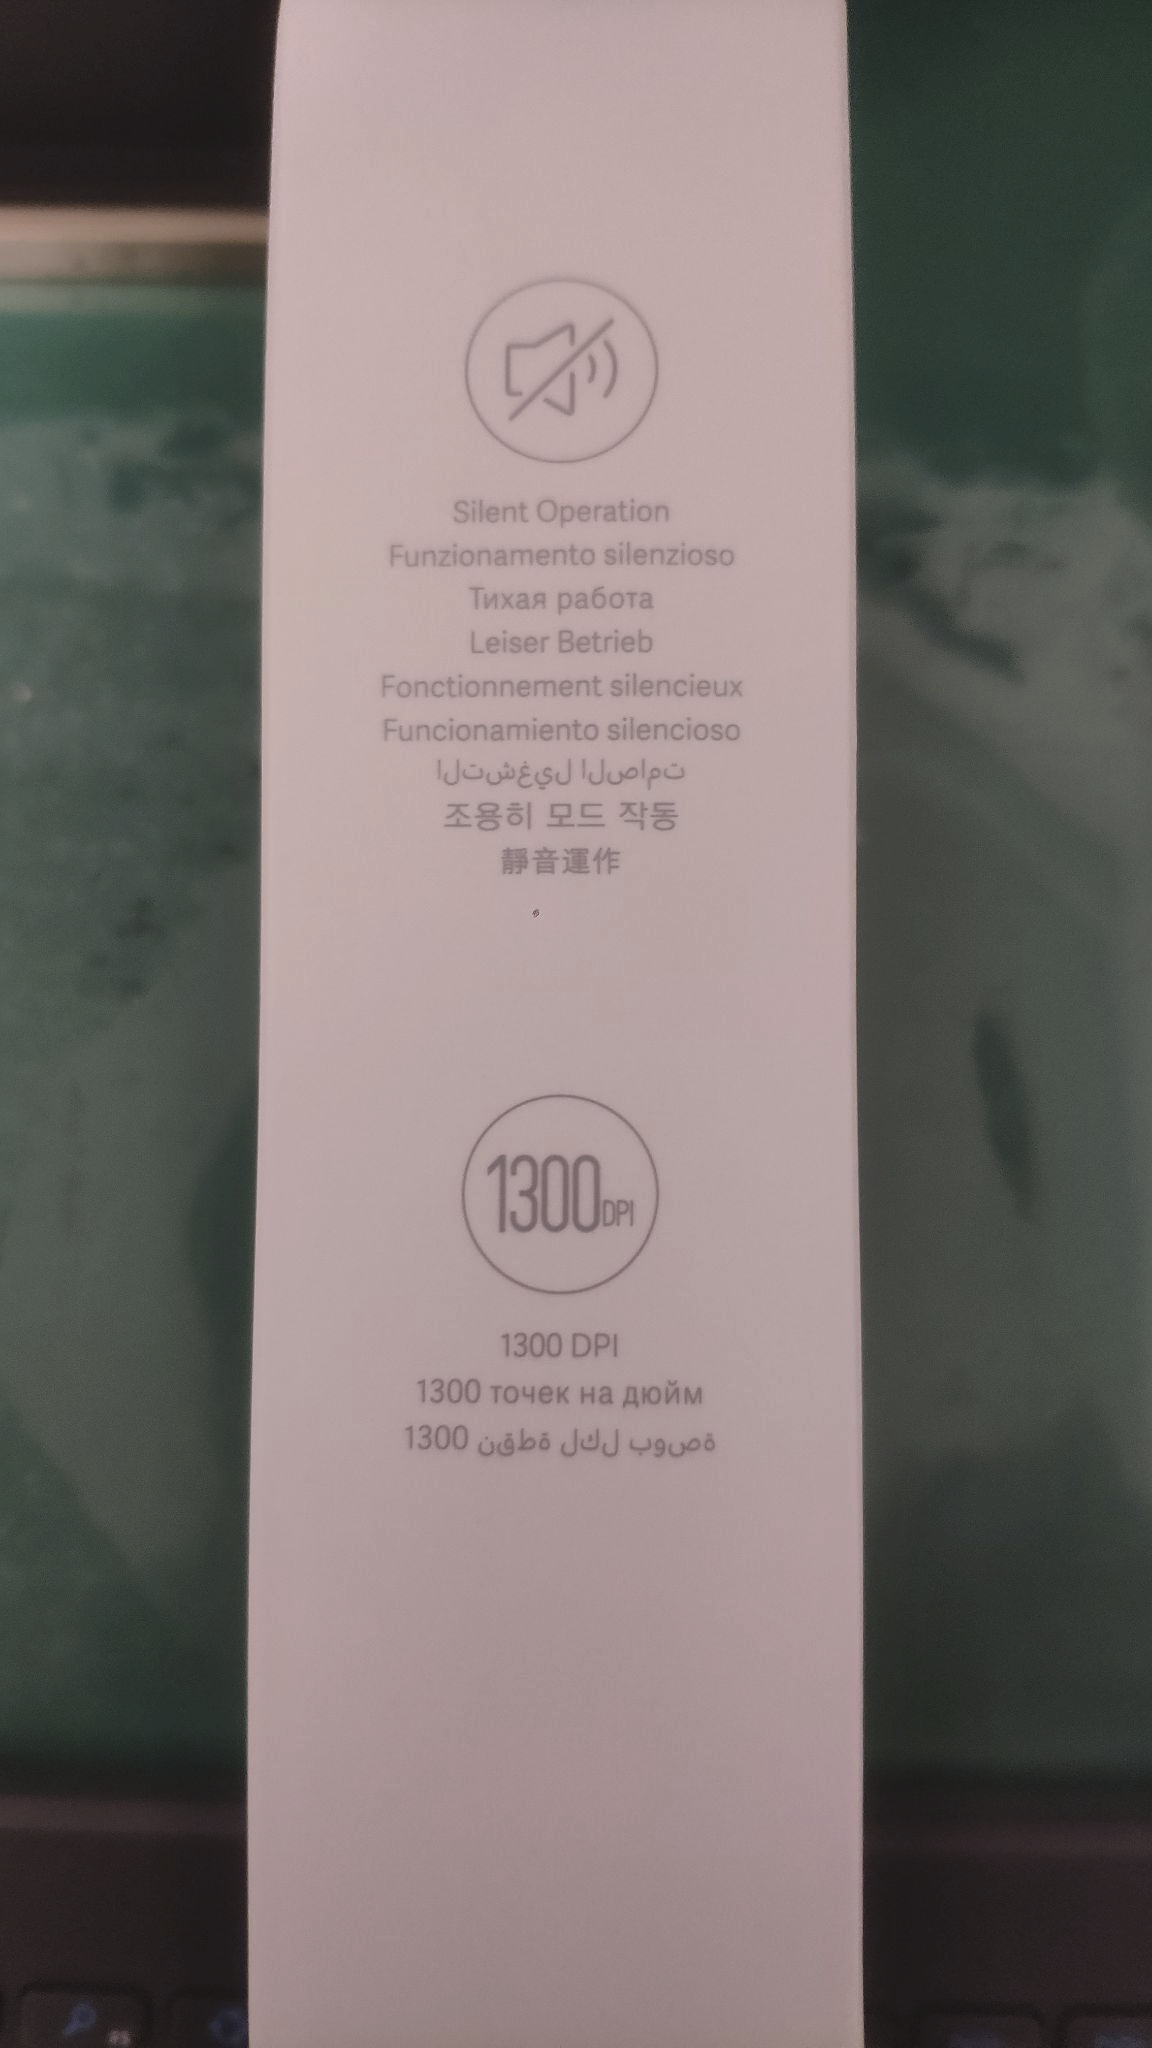 Silent Operation
Funzionamento silenzioso
Тихая работа
Leiser Betrieb
Fonctionnement silencieux
Funcionamiento silencioso
التشغيل الصامت
조용히 모드 작동
靜音運作
1300DPI
1300 DPI
1300 точек на дюйм
1300 نقطة لكل بوصة